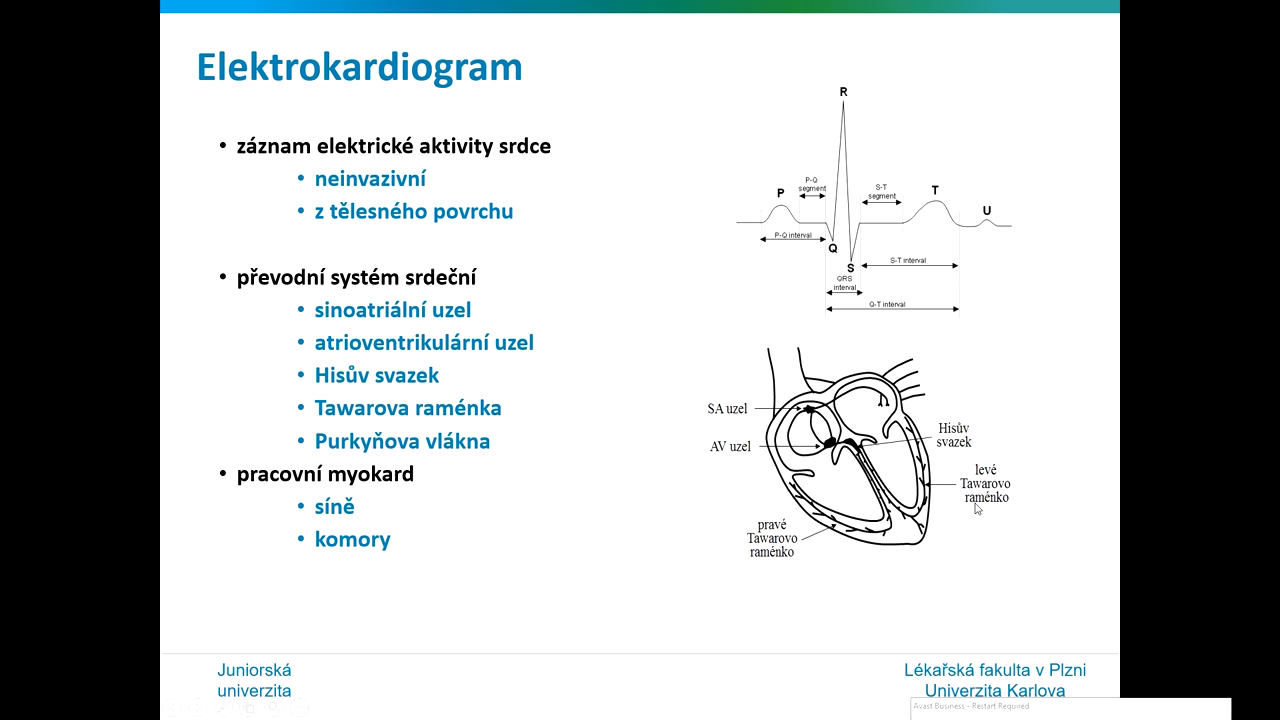 Elektrokardiogram
• záznam elektrické aktivity srdce
• neinvazivní
• z tělesného povrchu
• převodní systém srdeční
• sinoatriální uzel
• atrioventrikulární uzel
• Hisův svazek
• Tawarova raménka
• Purkyňova vlákna
• pracovní myokard
• síně
• komory
R
P-Q
segment
S-T
segment
P
T
U
P-Q interval
Q
S
S-T interval
QRS
interval
Q-T interval
SA uzel
AV uzel
Hisův
svazek
levé
Tawarovo
raménko
pravé
Tawarovo
raménko
Juniorská
univerzita
Lékařská fakulta v Plzni
Univerzita Karlova
Avast Business - Restart Required